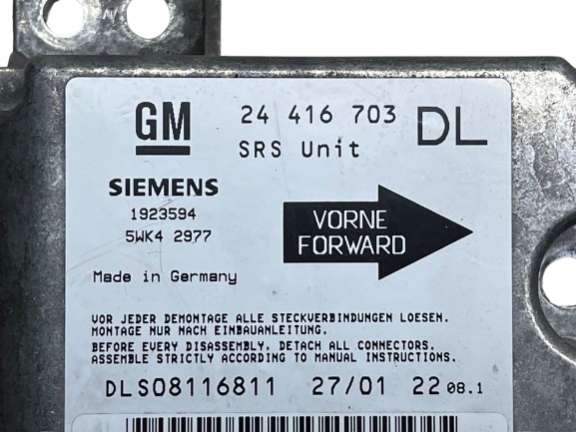 GM
24 416 703 DL
SRS Unit
SIEMENS
1923594
5WK4 2977
VORNE
FORWARD
Made in Germany
VOR JEDER DEMONTAGE ALLE STECKVERBINDUNGEN LOESEN.
MONTAGE NUR NACH EINBAUANLEITUNG.
BEFORE EVERY DISASSEMBLY, DETACH ALL CONNECTORS.
ASSEMBLE STRICTLY ACCORDING TO MANUAL INSTRUCTIONS.
DLS08116811 27/01 22 08.1